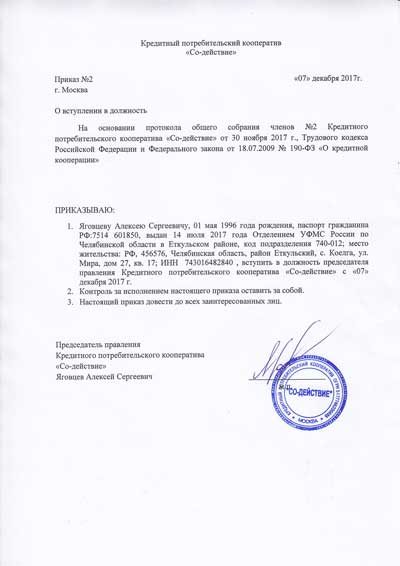 Кредитный потребительский кооператив
«Со-действие»
Приказ №2
«07» декабря 2017г.
г. Москва
О вступлении в должность
На основании протокола общего собрания членов №2 Кредитного
потребительского кооператива «Со-действие» от 30 ноября 2017 г., Трудового кодекса
Российской Федерации и Федерального закона от 18.07.2009 № 190-ФЗ «О кредитной
кооперации»
ПРИКАЗЫВАЮ:
1. Яговцеву Алексею Сергеевичу, 01 мая 1996 года рождения, паспорт гражданина
РФ:7514 601850, выдан 14 июля 2017 года Отделением УФМС России по
Челябинской области в Еткульском районе, код подразделения 740-012; место
жительства: РФ, 456576, Челябинская область, район Еткульский, с. Коелга, ул.
Мира, дом 27, кв. 17; ИНН 743016482840 , вступить в должность председателя
правления Кредитного потребительского кооператива «Со-действие» с «07»
декабря 2017 г.
2. Контроль за исполнением настоящего приказа оставить за собой.
3. Настоящий приказ довести до всех заинтересованных лиц.
Председатель правления
Кредитного потребительского кооператива
«Со-действие»
Яговцев Алексей Сергеевич
м.п.
КРЕДИТНЫЙ ПОТРЕБИТЕЛЬСКИЙ КООПЕРАТИВ
"СО-ДЕЙСТВИЕ"
МОСКВА